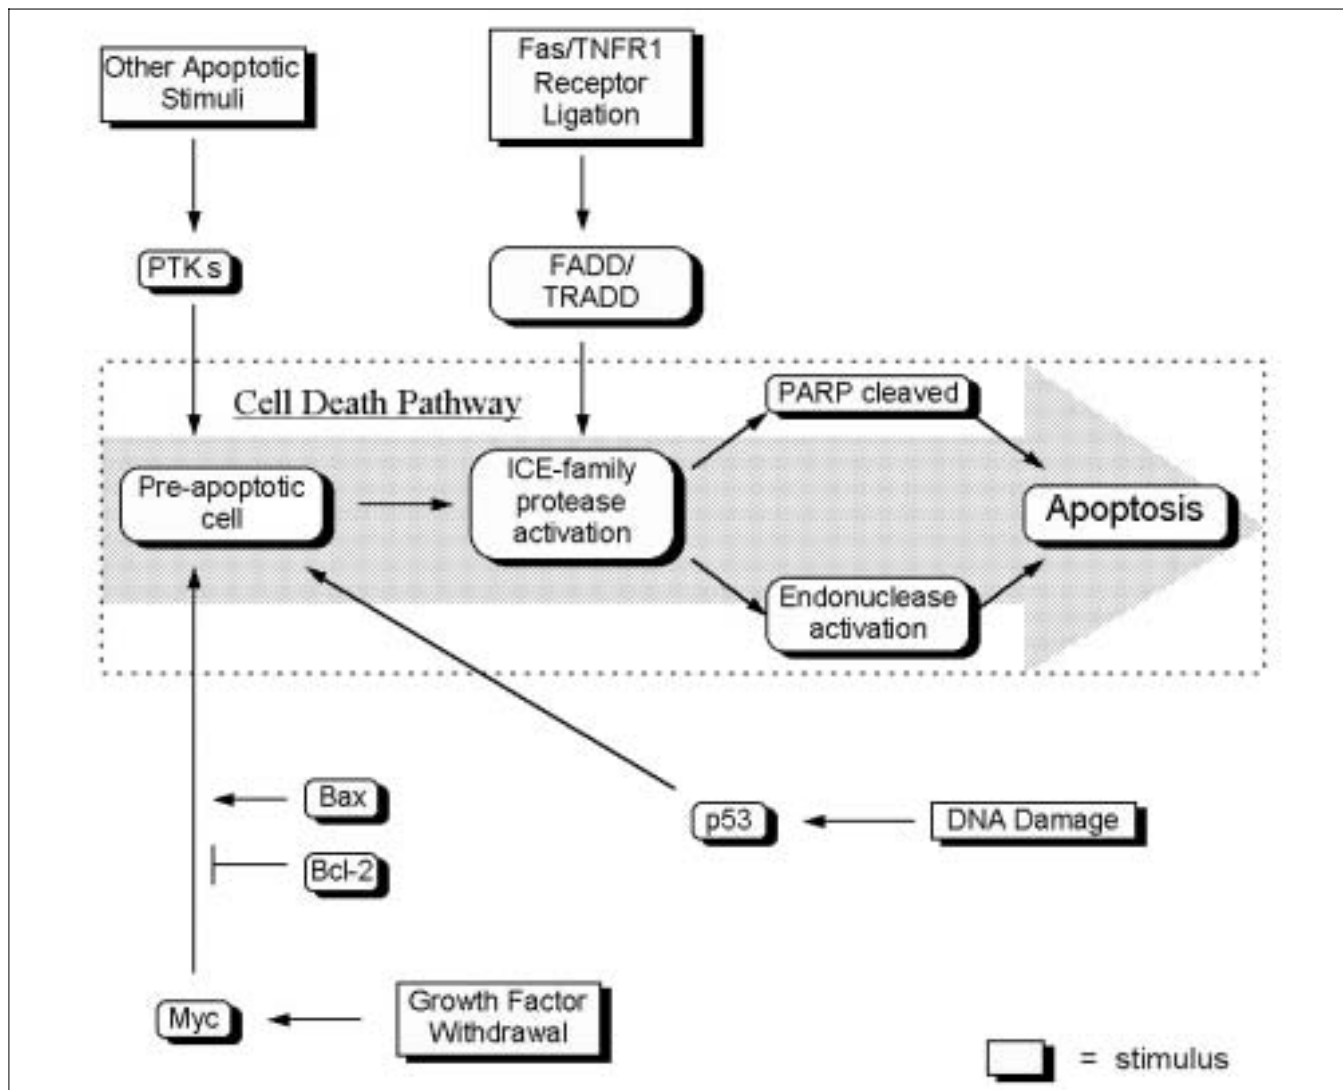 Other Apoptotic
Stimuli
Fas/TNFR1
Receptor
Ligation
PTKs
FADD/
TRADD
Cell Death Pathway
PARP cleaved
Pre-apoptotic
cell
ICE-family
protease
activation
Apoptosis
Endonuclease
activation
Bax
Bcl-2
p53
DNA Damage
Myc
Growth Factor
Withdrawal
= stimulus